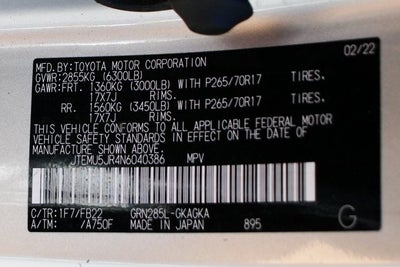 MFD.BY:TOYOTA MOTOR CORPORATION 02/22
GVWR:2855KG (6300LB)
GAWR:FRT. 1360KG (3000LB) WITH P265/70R17 TIRES.
17X7J RIMS.
RR. 1560KG (3450LB) WITH P265/70R17 TIRES.
17X7J RIMS.
THIS VEHICLE CONFORMS TO ALL APPLICABLE FEDERAL MOTOR
VEHICLE SAFETY STANDARDS IN EFFECT ON THE DATE OF
MANUFACTURE SHOWN ABOVE.
JTEMU5JR4N6040386 MPV
C/TR:1F7/FB22 GRN285L-GKAGKA
A/TM: /A750F MADE IN JAPAN 895 G